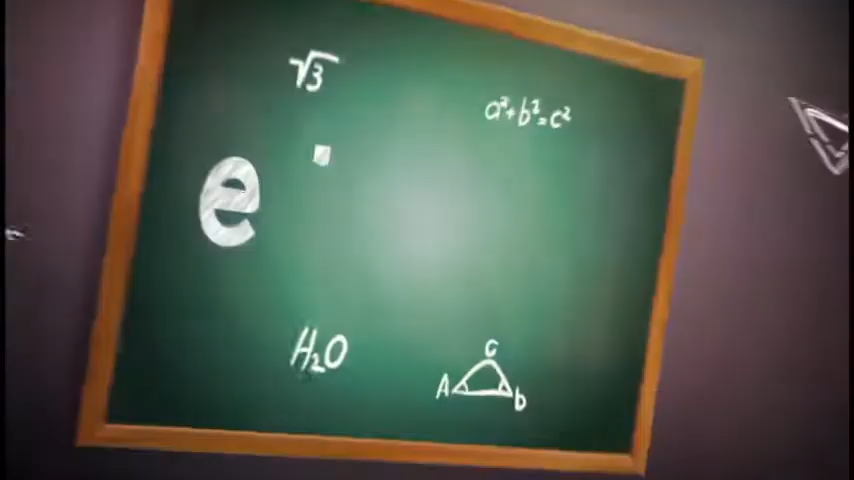 √3
a²+b²=c²
e
H₂O
C
A b